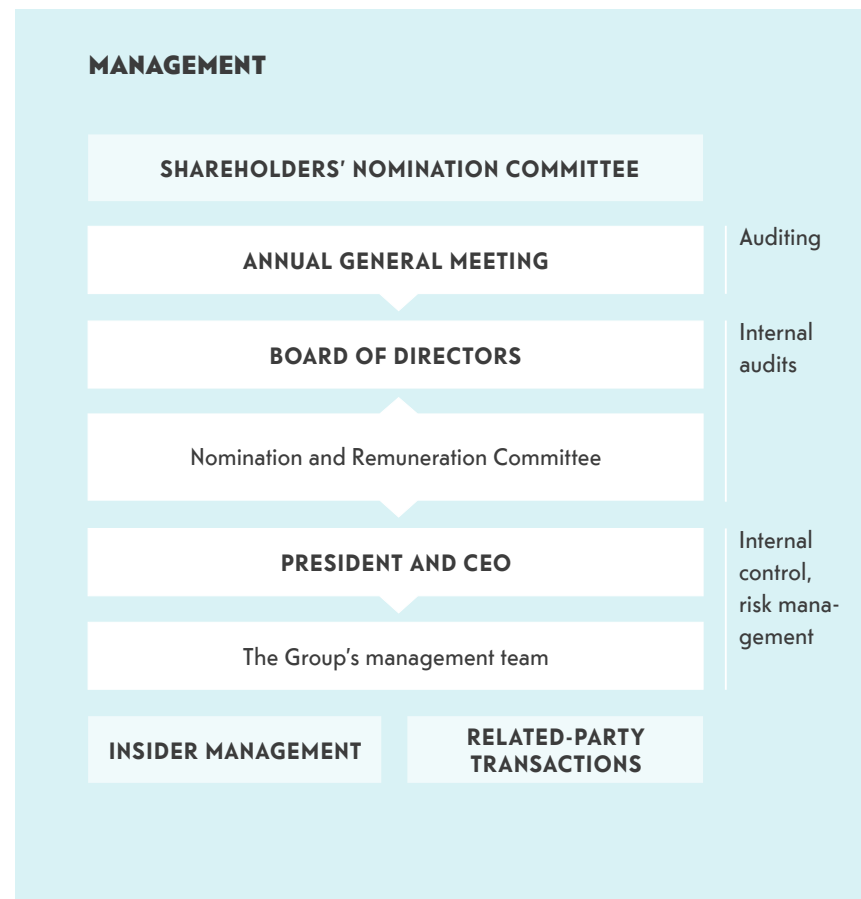 MANAGEMENT
SHAREHOLDERS' NOMINATION COMMITTEE
ANNUAL GENERAL MEETING
Auditing
BOARD OF DIRECTORS
Internal
audits
Nomination and Remuneration Committee
PRESIDENT AND CEO
Internal
control,
risk mana-
gement
The Group's management team
INSIDER MANAGEMENT
RELATED-PARTY
TRANSACTIONS